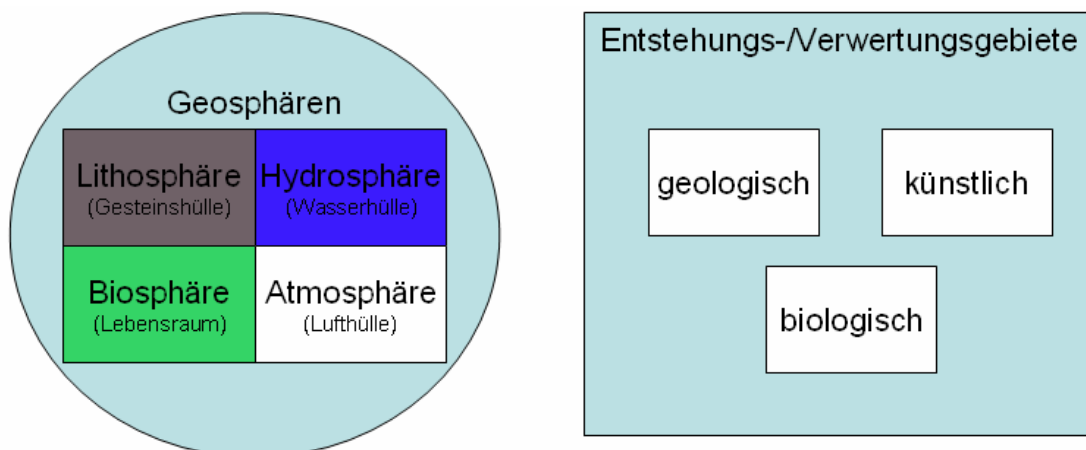 Geosphären
Lithosphäre
(Gesteinshülle)
Hydrosphäre
(Wasserhülle)
Biosphäre
(Lebensraum)
Atmosphäre
(Lufthülle)
Entstehungs-/Verwertungsgebiete
geologisch
künstlich
biologisch